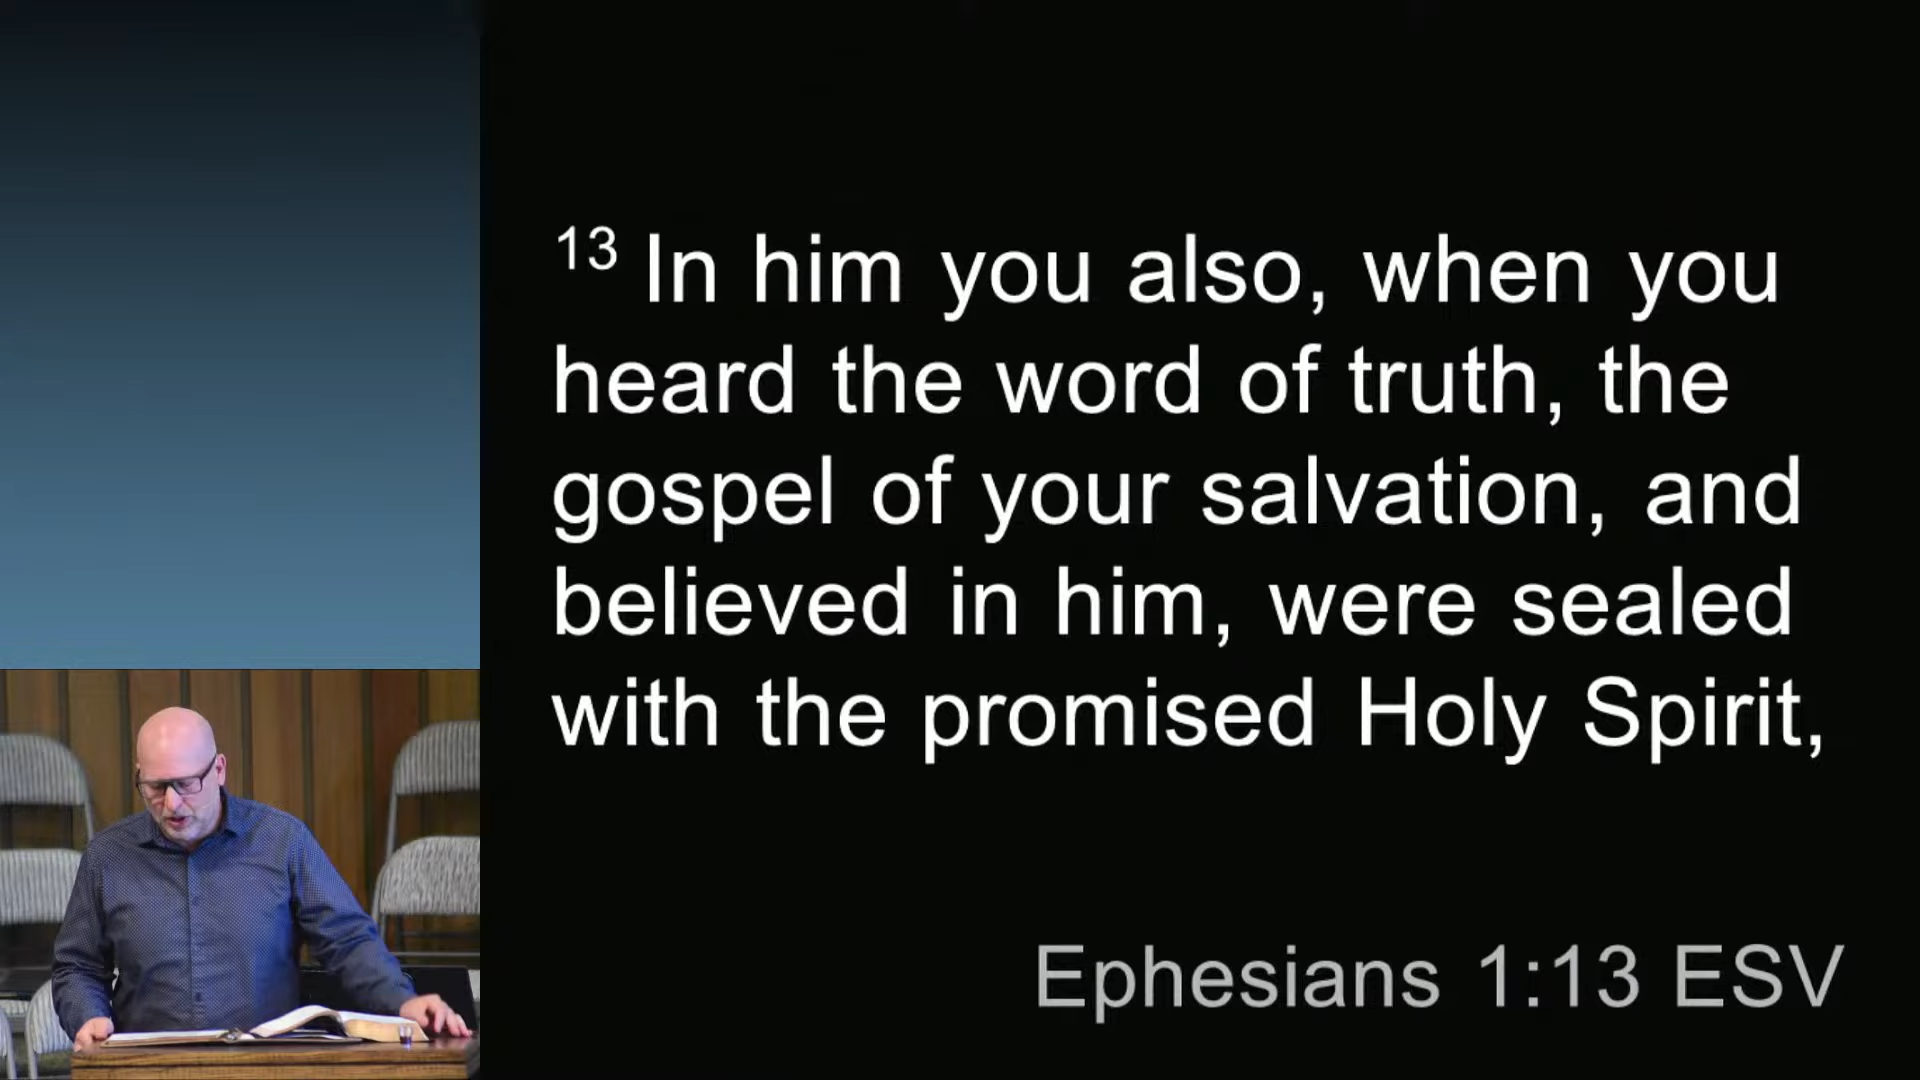 13 In him you also, when you
heard the word of truth, the
gospel of your salvation, and
believed in him, were sealed
with the promised Holy Spirit,
Ephesians 1:13 ESV